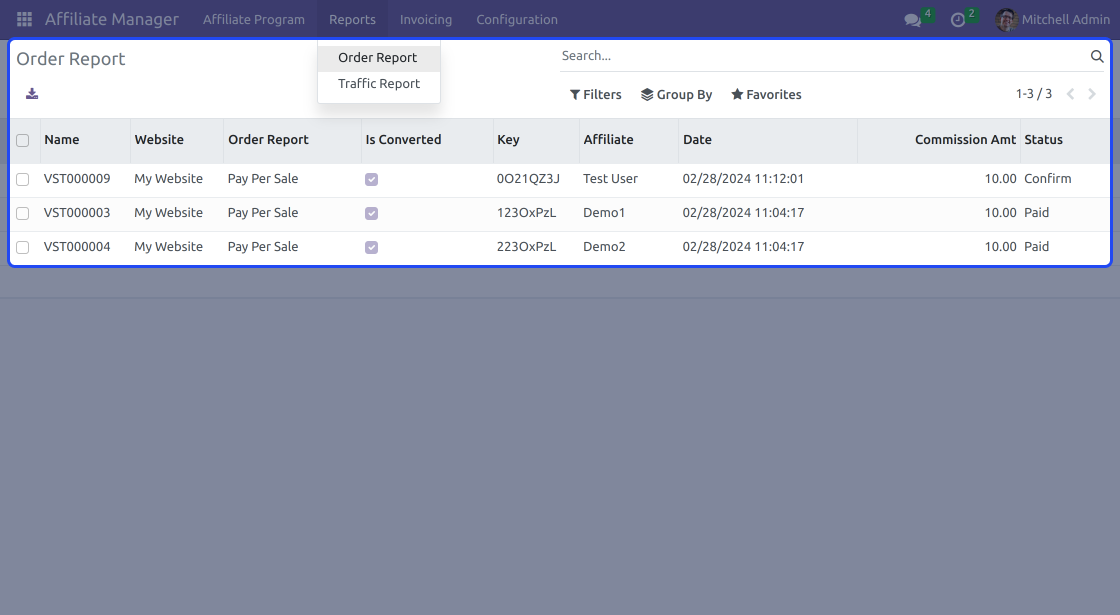 Affiliate Manager Affiliate Program Reports Invoicing Configuration 4 2 Mitchell Admin
Order Report
Order Report
Search...
Traffic Report
Filters Group By Favorites 1-3 / 3
Name Website Order Report Is Converted Key Affiliate Date Commission Amt Status
VST000009 My Website Pay Per Sale 0O21QZ3J Test User 02/28/2024 11:12:01 10.00 Confirm
VST000003 My Website Pay Per Sale 123OxPzL Demo1 02/28/2024 11:04:17 10.00 Paid
VST000004 My Website Pay Per Sale 223OxPzL Demo2 02/28/2024 11:04:17 10.00 Paid